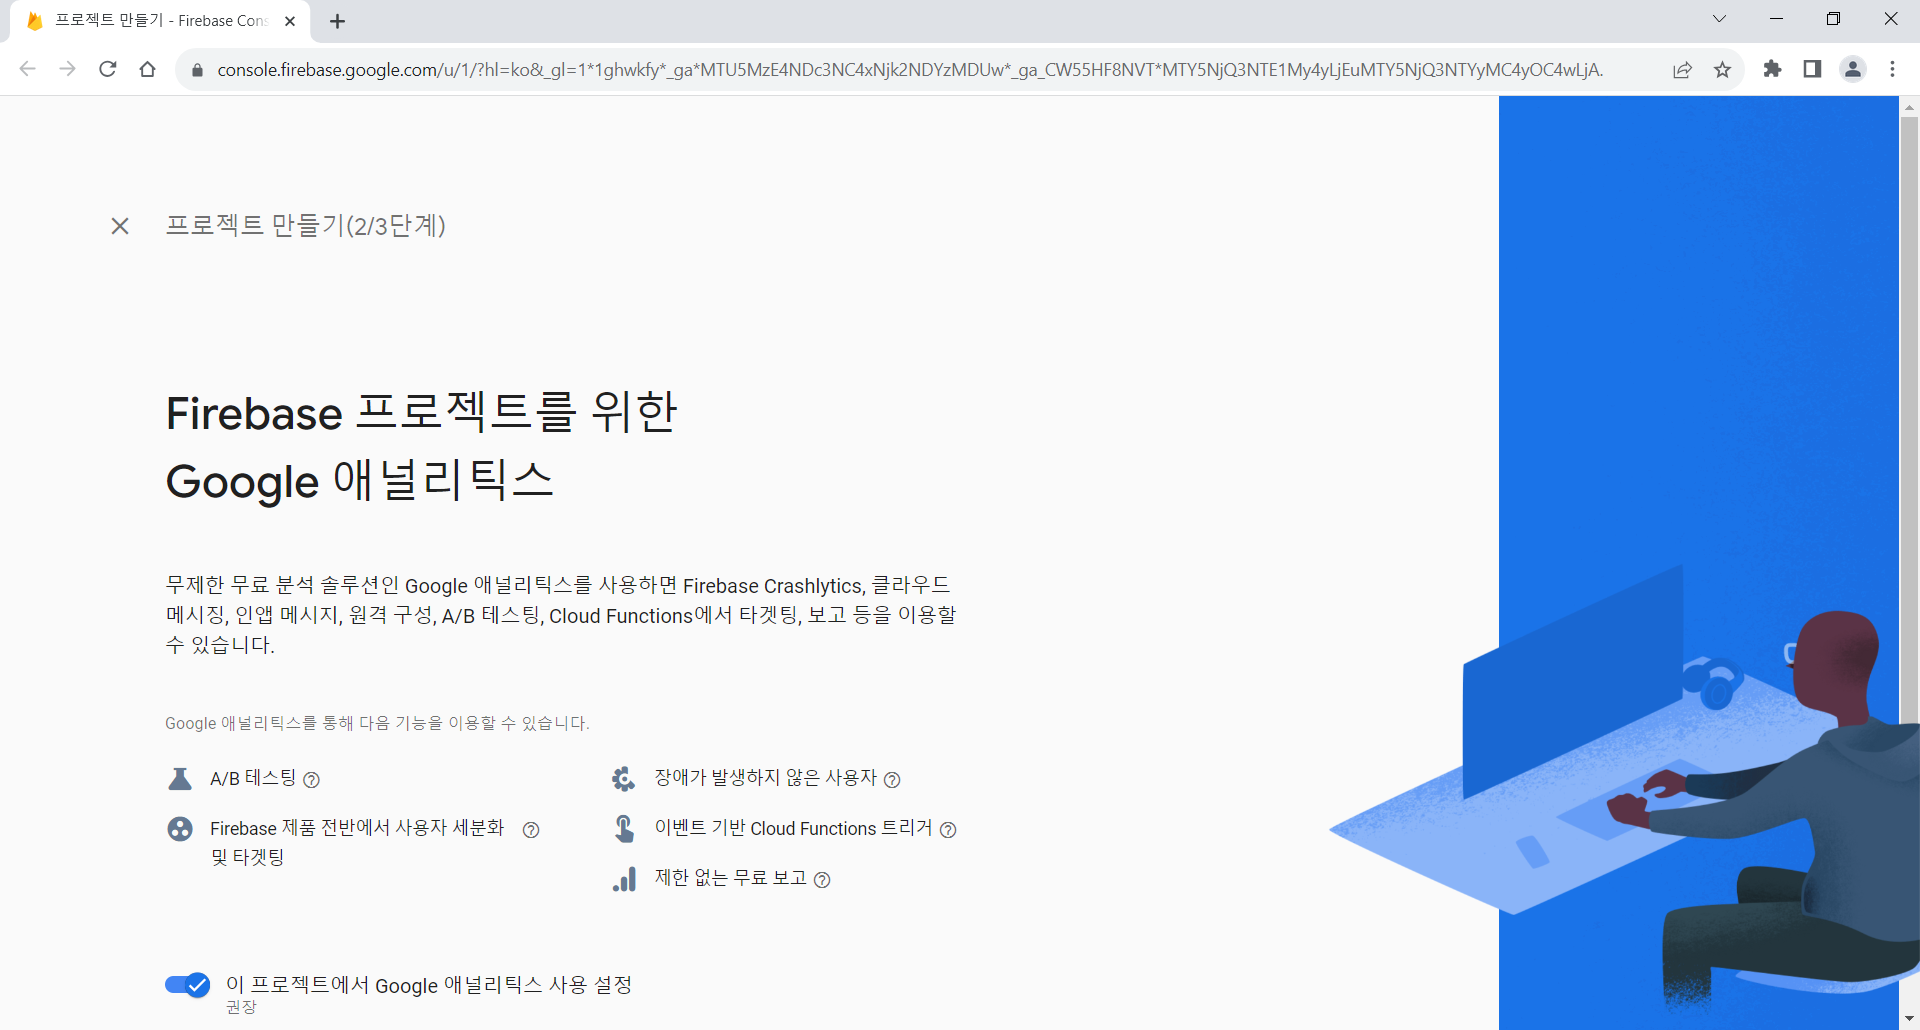 프로젝트 만들기 - Firebase Cons
console.firebase.google.com/u/1/?hl=ko&_gl=1*1ghwkfy*_ga*MTU5MzE4NDc3NC4xNjk2NDYzMDUw*_ga_CW55HF8NVT*MTY5NjQ3NTE1My4yLjEuMTY5NjQ3NTYyMC4yOC4wLjA.
프로젝트 만들기(2/3단계)
Firebase 프로젝트를 위한
Google 애널리틱스
무제한 무료 분석 솔루션인 Google 애널리틱스를 사용하면 Firebase Crashlytics, 클라우드
메시징, 인앱 메시지, 원격 구성, A/B 테스팅, Cloud Functions에서 타겟팅, 보고 등을 이용할
수 있습니다.
Google 애널리틱스를 통해 다음 기능을 이용할 수 있습니다.
A/B 테스팅
장애가 발생하지 않은 사용자
Firebase 제품 전반에서 사용자 세분화
및 타겟팅
이벤트 기반 Cloud Functions 트리거
제한 없는 무료 보고
이 프로젝트에서 Google 애널리틱스 사용 설정
권장